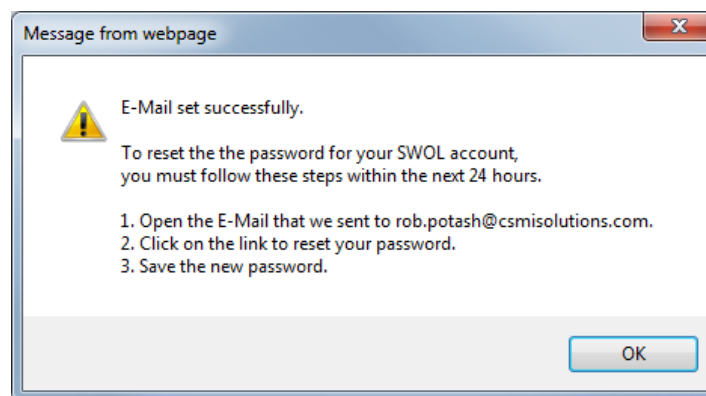 Message from webpage
E-Mail set successfully.
To reset the the password for your SWOL account,
you must follow these steps within the next 24 hours.
1. Open the E-Mail that we sent to rob.potash@csmisolutions.com.
2. Click on the link to reset your password.
3. Save the new password.
OK